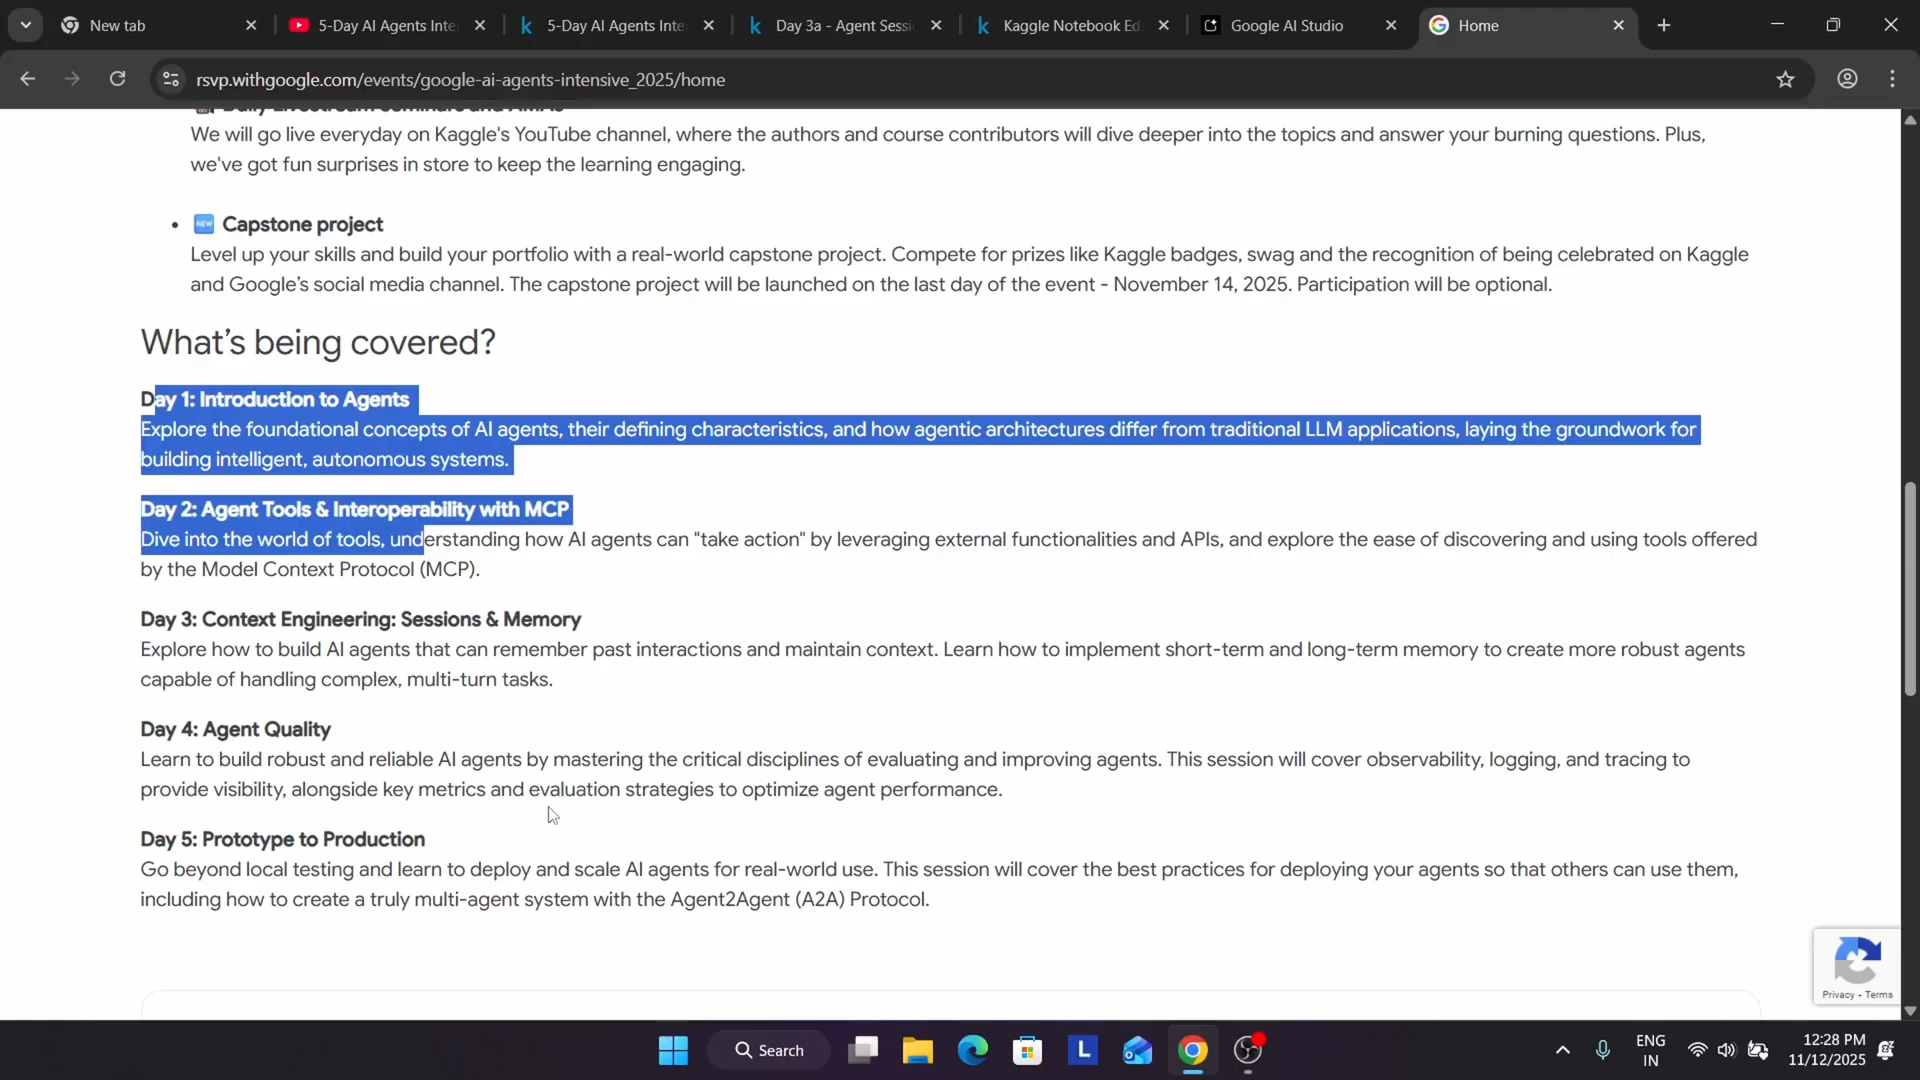 New tab
5-Day AI Agents Inte
5-Day AI Agents Inte
Day 3a - Agent Sessi
Kaggle Notebook Ed
Google AI Studio
Home
rsvp.withgoogle.com/events/google-ai-agents-intensive_2025/home
Daily Livestream Seminars and AMAs
We will go live everyday on Kaggle's YouTube channel, where the authors and course contributors will dive deeper into the topics and answer your burning questions. Plus,
we've got fun surprises in store to keep the learning engaging.
• NEW Capstone project
Level up your skills and build your portfolio with a real-world capstone project. Compete for prizes like Kaggle badges, swag and the recognition of being celebrated on Kaggle
and Google’s social media channel. The capstone project will be launched on the last day of the event - November 14, 2025. Participation will be optional.
What’s being covered?
Day 1: Introduction to Agents
Explore the foundational concepts of AI agents, their defining characteristics, and how agentic architectures differ from traditional LLM applications, laying the groundwork for
building intelligent, autonomous systems.
Day 2: Agent Tools & Interoperability with MCP
Dive into the world of tools, understanding how AI agents can "take action" by leveraging external functionalities and APIs, and explore the ease of discovering and using tools offered
by the Model Context Protocol (MCP).
Day 3: Context Engineering: Sessions & Memory
Explore how to build AI agents that can remember past interactions and maintain context. Learn how to implement short-term and long-term memory to create more robust agents
capable of handling complex, multi-turn tasks.
Day 4: Agent Quality
Learn to build robust and reliable AI agents by mastering the critical disciplines of evaluating and improving agents. This session will cover observability, logging, and tracing to
provide visibility, alongside key metrics and evaluation strategies to optimize agent performance.
Day 5: Prototype to Production
Go beyond local testing and learn to deploy and scale AI agents for real-world use. This session will cover the best practices for deploying your agents so that others can use them,
including how to create a truly multi-agent system with the Agent2Agent (A2A) Protocol.
Privacy - Terms
Search
L
ENG
IN
12:28 PM
11/12/2025